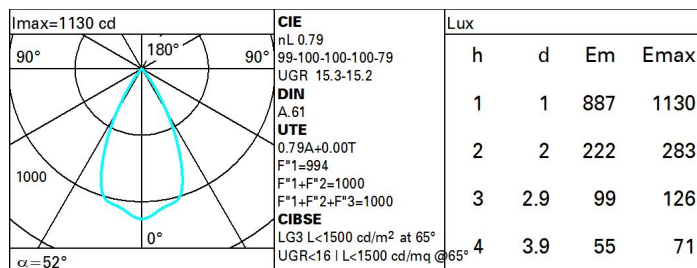 Imax=1130 cd
90°
180°
90°
1000
0°
α=52°
CIE
nL 0.79
99-100-100-100-79
UGR 15.3-15.2
DIN
A.61
UTE
0.79A+0.00T
F"1=994
F"1+F"2=1000
F"1+F"2+F"3=1000
CIBSE
LG3 L<1500 cd/m² at 65°
UGR<16 | L<1500 cd/mq @65°
Lux
h d Em Emax
1 1 887 1130
2 2 222 283
3 2.9 99 126
4 3.9 55 71